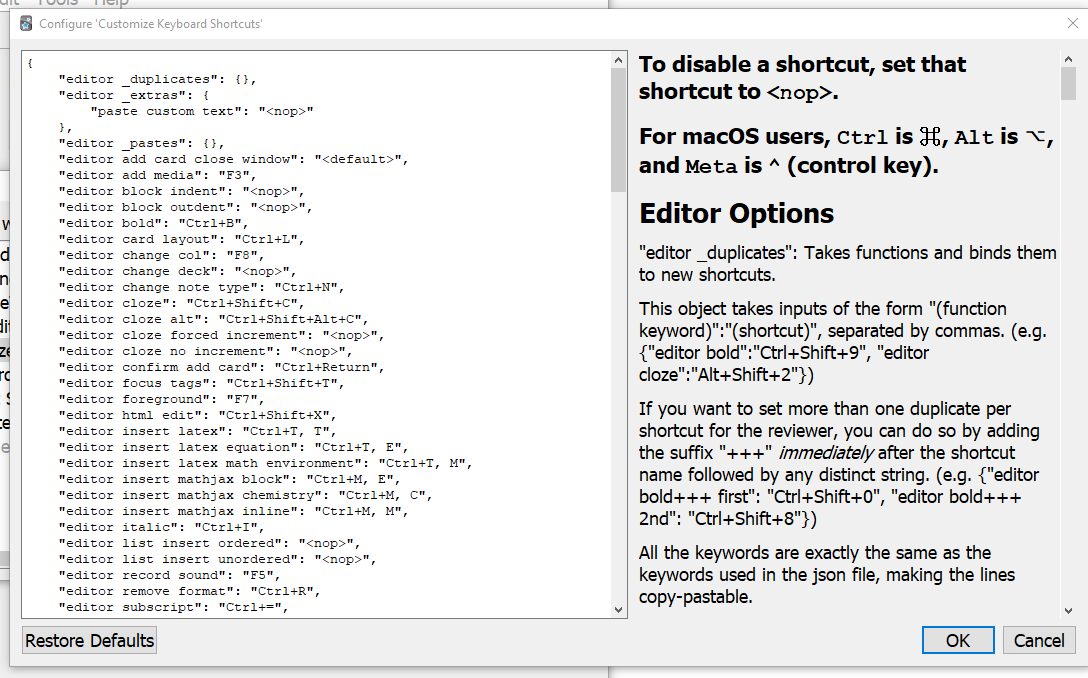 Tools Help
Configure 'Customize Keyboard Shortcuts'
{
"editor _duplicates": {},
"editor _extras": {
"paste custom text": "<nop>"
},
"editor _pastes": {},
"editor add card close window": "<default>",
"editor add media": "F3",
"editor block indent": "<nop>",
"editor block outdent": "<nop>",
"editor bold": "Ctrl+B",
"editor card layout": "Ctrl+L",
"editor change col": "F8",
"editor change deck": "<nop>",
"editor change note type": "Ctrl+N",
"editor cloze": "Ctrl+Shift+C",
"editor cloze alt": "Ctrl+Shift+Alt+C",
"editor cloze forced increment": "<nop>",
"editor cloze no increment": "<nop>",
"editor confirm add card": "Ctrl+Return",
"editor focus tags": "Ctrl+Shift+T",
"editor foreground": "F7",
"editor html edit": "Ctrl+Shift+X",
"editor insert latex": "Ctrl+T, T",
"editor insert latex equation": "Ctrl+T, E",
"editor insert latex math environment": "Ctrl+T, M",
"editor insert mathjax block": "Ctrl+M, E",
"editor insert mathjax chemistry": "Ctrl+M, C",
"editor insert mathjax inline": "Ctrl+M, M",
"editor italic": "Ctrl+I",
"editor list insert ordered": "<nop>",
"editor list insert unordered": "<nop>",
"editor record sound": "F5",
"editor remove format": "Ctrl+R",
"editor subscript": "Ctrl+=",
To disable a shortcut, set that
shortcut to <nop>.
For macOS users, Ctrl is ⌘, Alt is ⌥,
and Meta is ^ (control key).
Editor Options
"editor _duplicates": Takes functions and binds them
to new shortcuts.
This object takes inputs of the form "(function
keyword)":"(shortcut)", separated by commas. (e.g.
{"editor bold":"Ctrl+Shift+9", "editor
cloze":"Alt+Shift+2"})
If you want to set more than one duplicate per
shortcut for the reviewer, you can do so by adding
the suffix "+++" immediately after the shortcut
name followed by any distinct string. (e.g. {"editor
bold+++ first": "Ctrl+Shift+0", "editor bold+++
2nd": "Ctrl+Shift+8"})
All the keywords are exactly the same as the
keywords used in the json file, making the lines
copy-pastable.
Restore Defaults
OK
Cancel